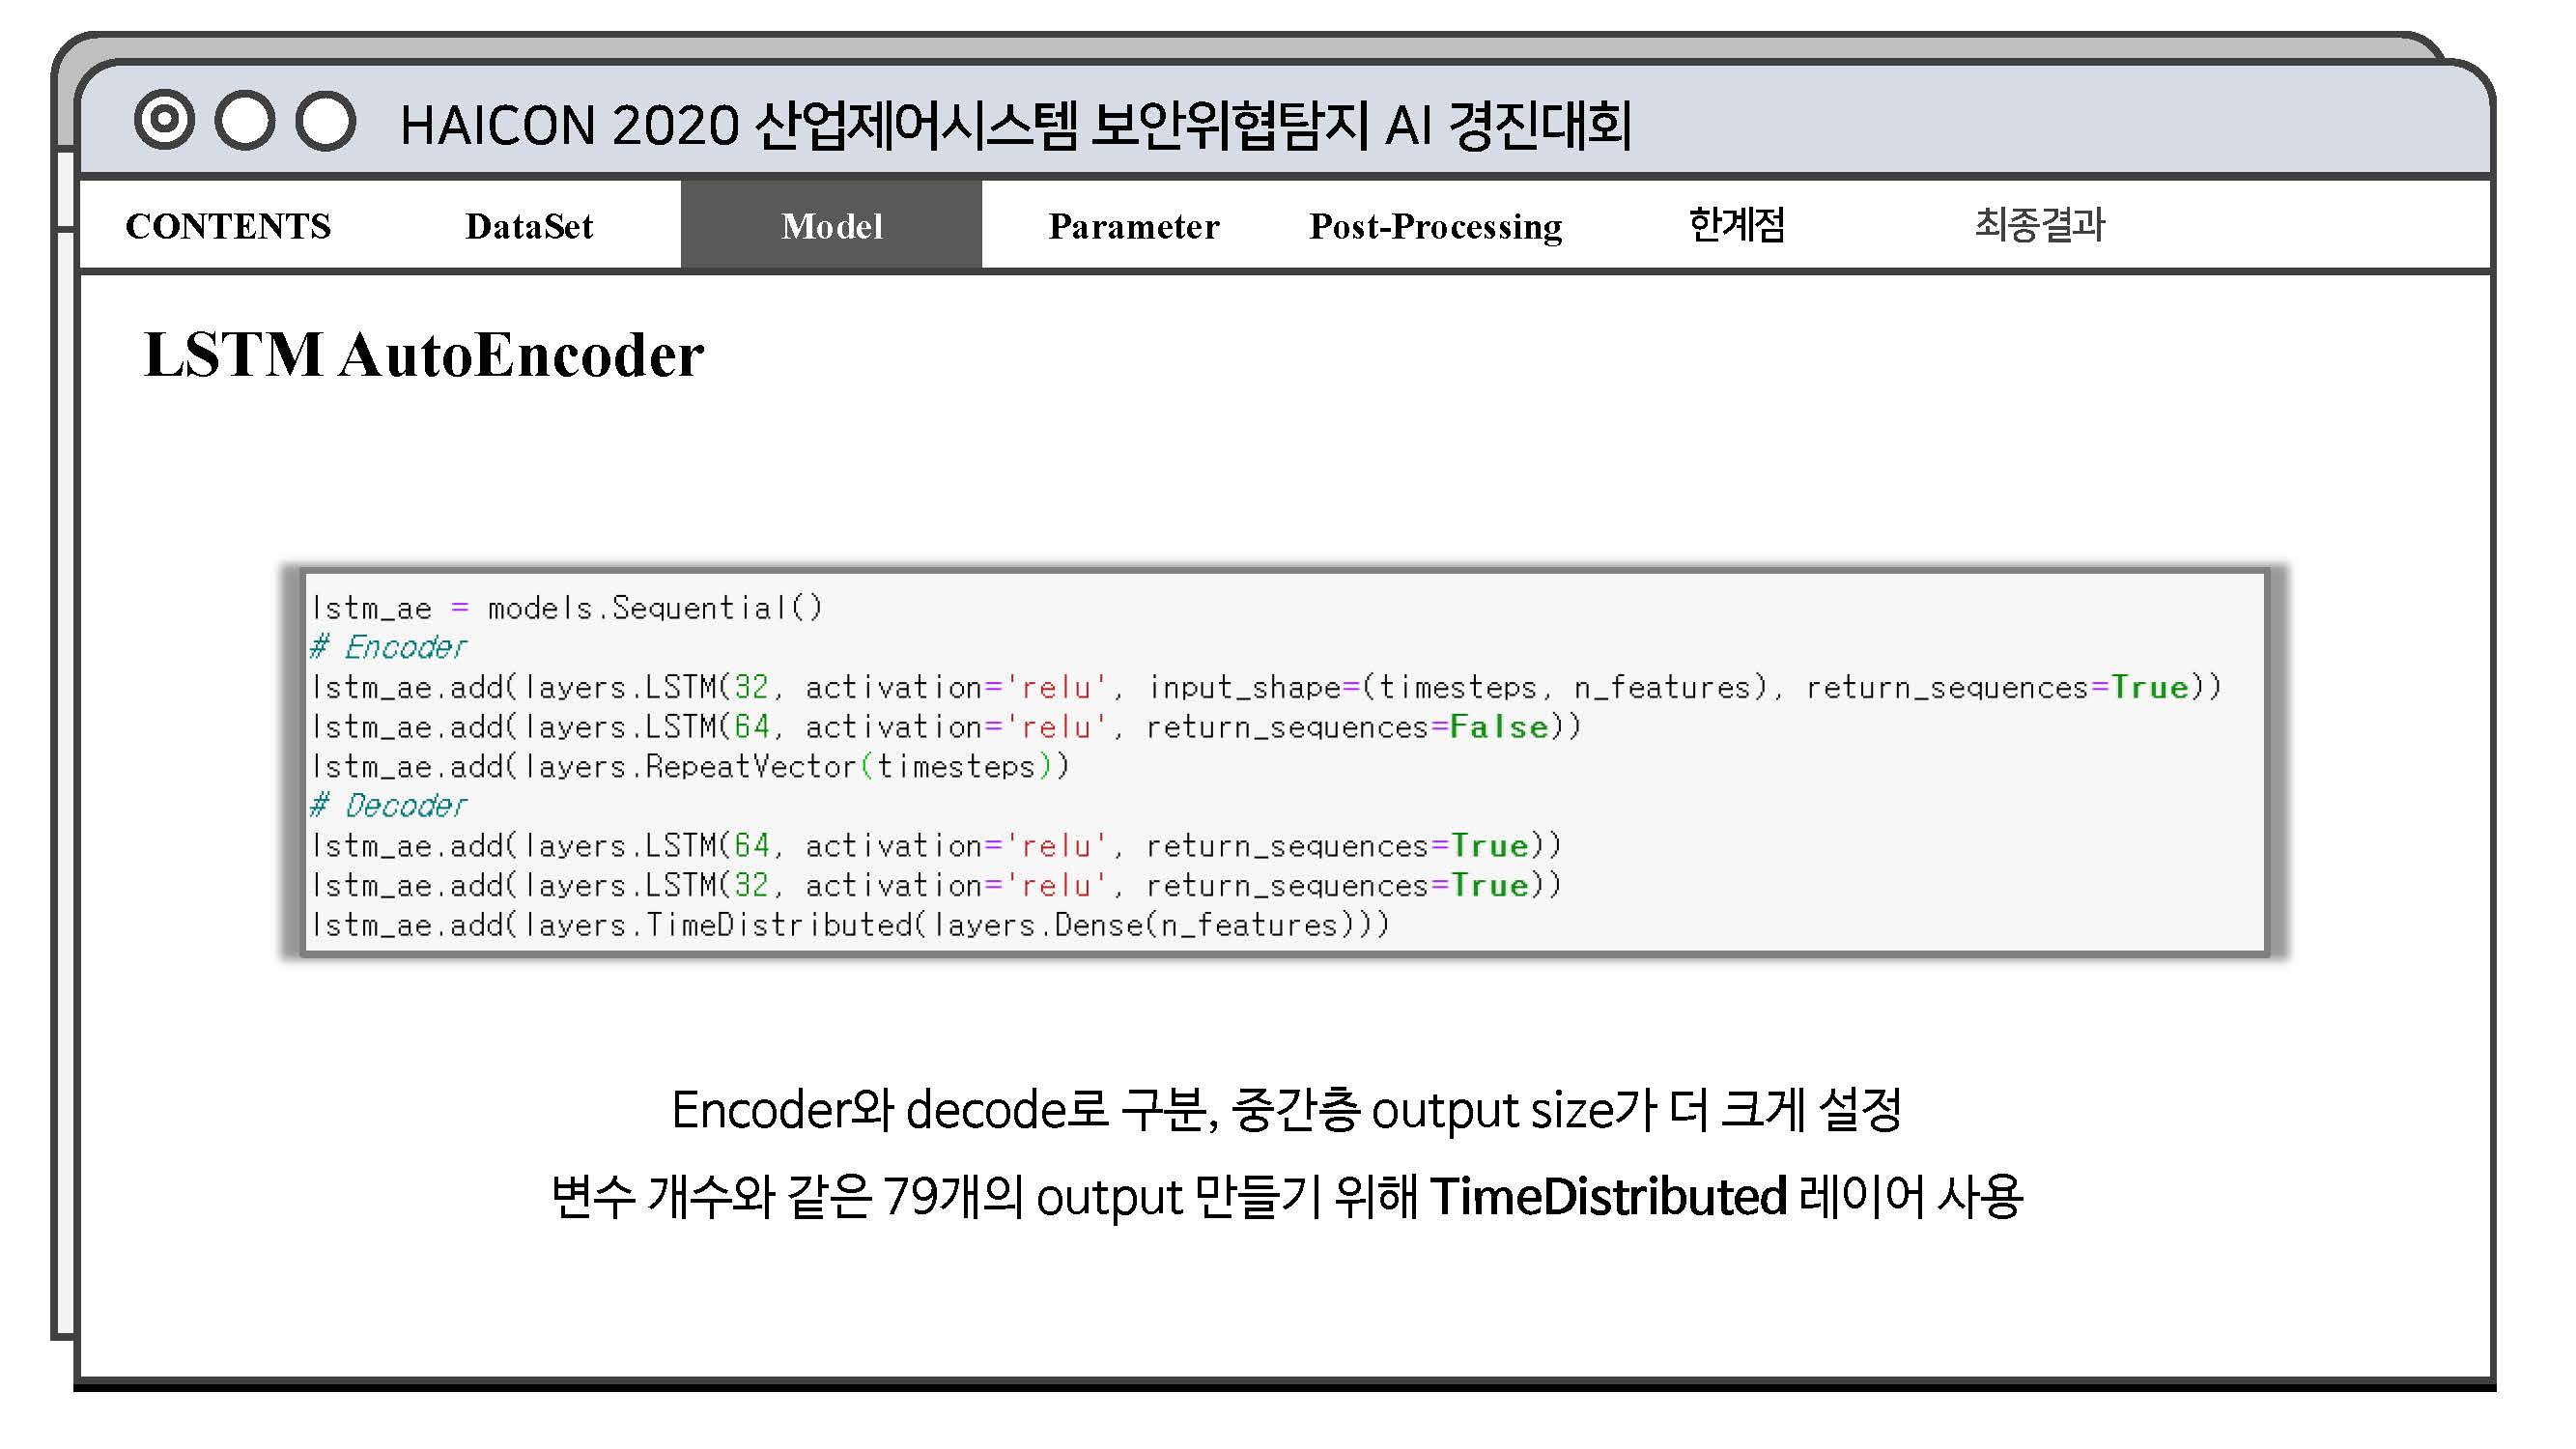 HAICON 2020 산업제어시스템 보안위협탐지 AI 경진대회
CONTENTS DataSet Model Parameter Post-Processing 한계점 최종결과
LSTM AutoEncoder
lstm_ae = models.Sequential()
# Encoder
lstm_ae.add(layers.LSTM(32, activation='relu', input_shape=(timesteps, n_features), return_sequences=True))
lstm_ae.add(layers.LSTM(64, activation='relu', return_sequences=False))
lstm_ae.add(layers.RepeatVector(timesteps))
# Decoder
lstm_ae.add(layers.LSTM(64, activation='relu', return_sequences=True))
lstm_ae.add(layers.LSTM(32, activation='relu', return_sequences=True))
lstm_ae.add(layers.TimeDistributed(layers.Dense(n_features)))
Encoder와 decode로 구분, 중간층 output size가 더 크게 설정
변수 개수와 같은 79개의 output 만들기 위해 TimeDistributed 레이어 사용